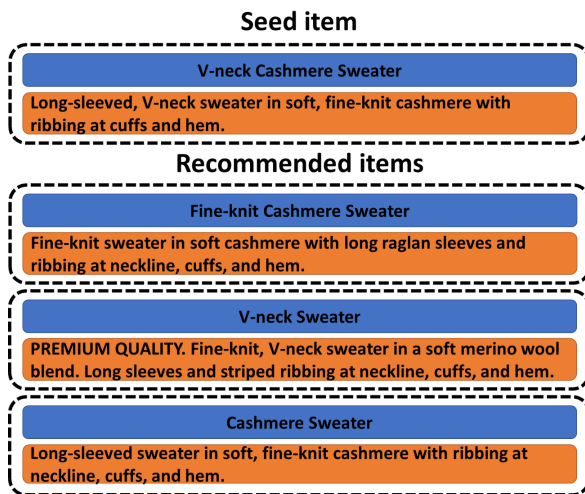 Seed item
V-neck Cashmere Sweater
Long-sleeved, V-neck sweater in soft, fine-knit cashmere with
ribbing at cuffs and hem.
Recommended items
Fine-knit Cashmere Sweater
Fine-knit sweater in soft cashmere with long raglan sleeves and
ribbing at neckline, cuffs, and hem.
V-neck Sweater
PREMIUM QUALITY. Fine-knit, V-neck sweater in a soft merino wool
blend. Long sleeves and striped ribbing at neckline, cuffs, and hem.
Cashmere Sweater
Long-sleeved sweater in soft, fine-knit cashmere with ribbing at
neckline, cuffs, and hem.